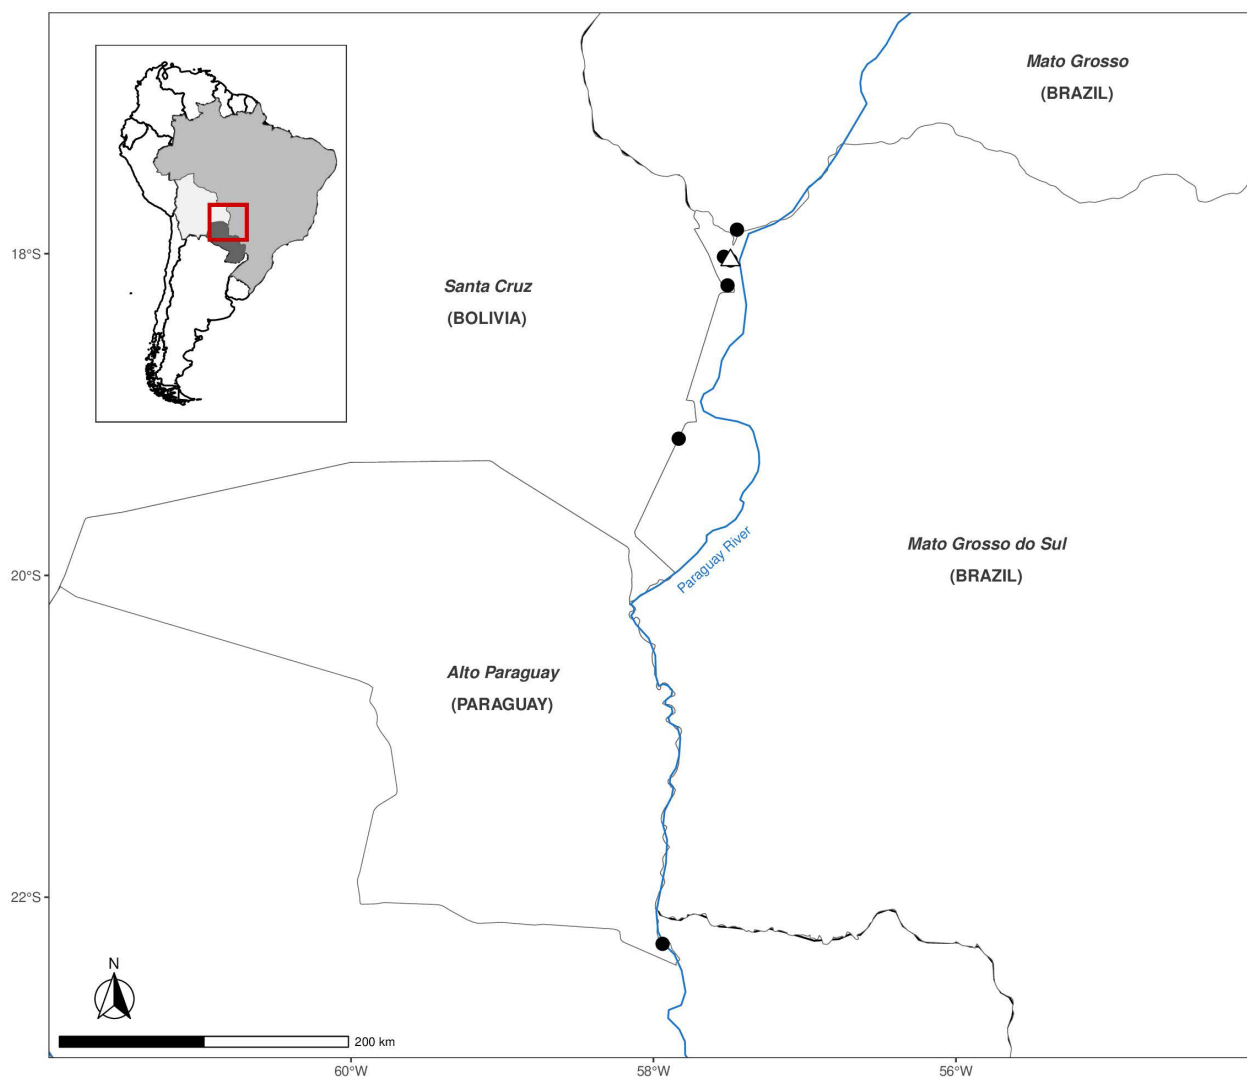 Mato Grosso
(BRAZIL)
18°S
Santa Cruz
(BOLIVIA)
Paraguay River
Mato Grosso do Sul
(BRAZIL)
20°S
Alto Paraguay
(PARAGUAY)
22°S
N
200 km
60°W
58°W
56°W